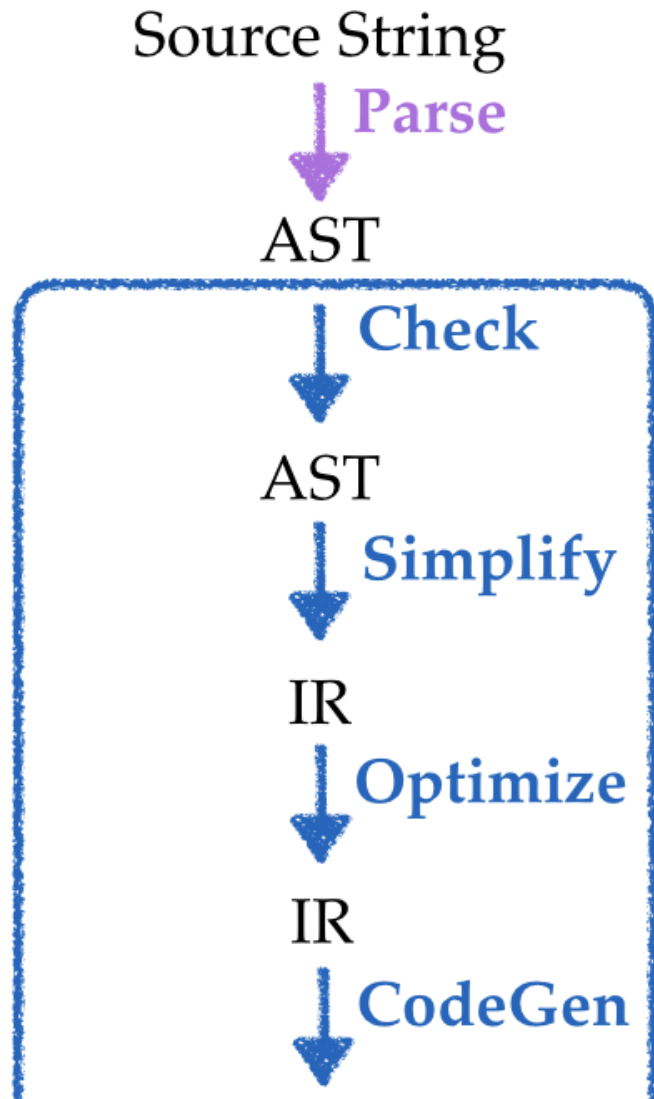 Source String
Parse
AST
Check
AST
Simplify
IR
Optimize
IR
CodeGen